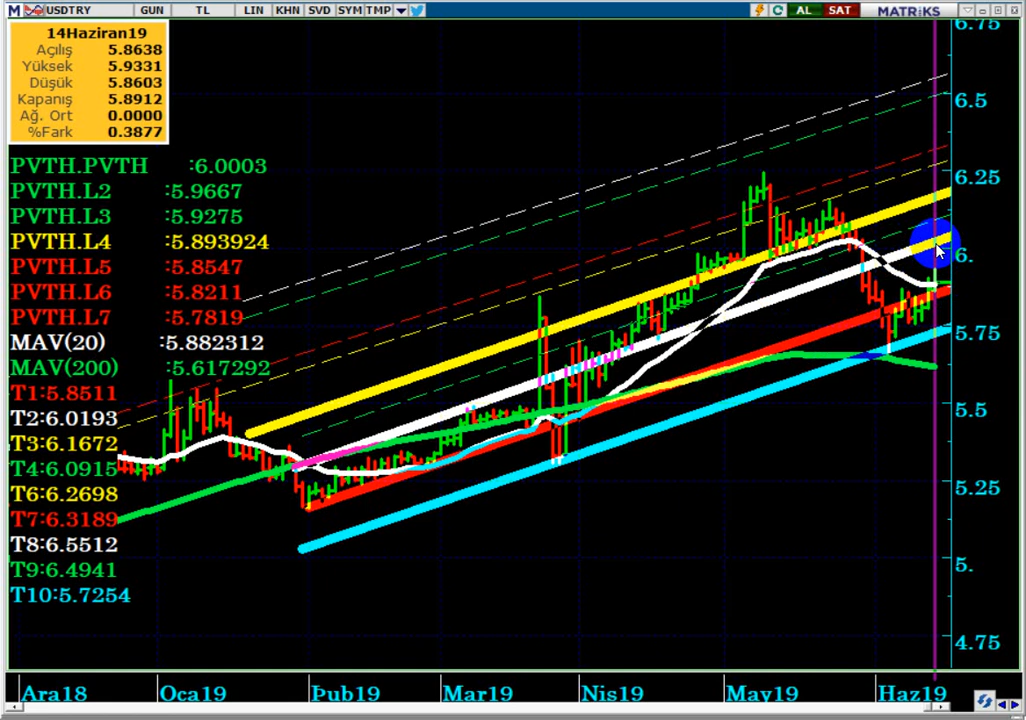 M USDTRY GUN TL LIN KHN SVD SYM TMP AL SAT MATRiKS
14Haziran19
Açılış 5.8638
Yüksek 5.9331
Düşük 5.8603
Kapanış 5.8912
Ağ. Ort 0.0000
%Fark 0.3877
PVTH.PVTH :6.0003
PVTH.L2 :5.9667
PVTH.L3 :5.9275
PVTH.L4 :5.893924
PVTH.L5 :5.8547
PVTH.L6 :5.8211
PVTH.L7 :5.7819
MAV(20) :5.882312
MAV(200) :5.617292
T1:5.8511
T2:6.0193
T3:6.1672
T4:6.0915
T6:6.2698
T7:6.3189
T8:6.5512
T9:6.4941
T10:5.7254
6.75
6.5
6.25
6.
5.75
5.5
5.25
5.
4.75
Ara18 Oca19 Þub19 Mar19 Nis19 May19 Haz19